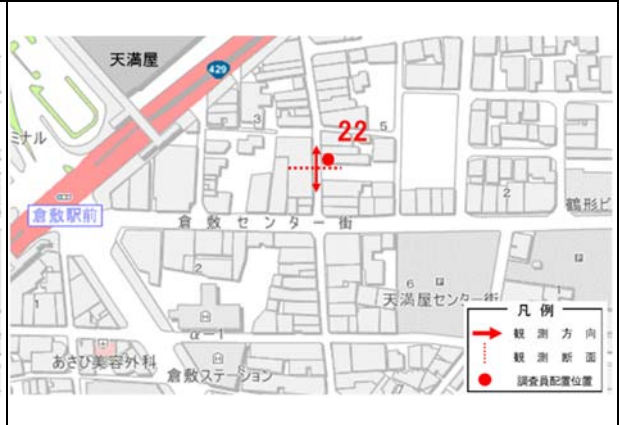 天満屋
429
ミナル
3
22
5
2
鶴形ビ
倉敷駅前
倉敷センター街
2
6
天満屋センター街
1
1
α－1
あさひ美容外科
倉敷ステーション
凡例
観測方向
観測断面
調査員配置位置